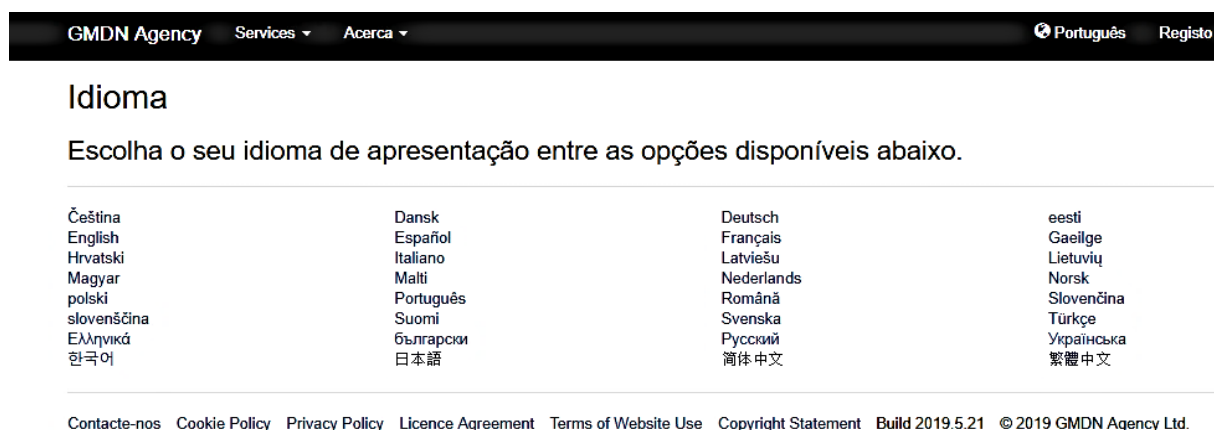 GMDN Agency Services Acerca Português Registo
Idioma
Escolha o seu idioma de apresentação entre as opções disponíveis abaixo.
Čeština Dansk Deutsch eesti
English Español Français Gaeilge
Hrvatski Italiano Latviešu Lietuvių
Magyar Malti Nederlands Norsk
polski Português Română Slovenčina
slovenščina Suomi Svenska Türkçe
Ελληνικά български Русский Українська
한국어 日本語 简体中文 繁體中文
Contacte-nos Cookie Policy Privacy Policy Licence Agreement Terms of Website Use Copyright Statement Build 2019.5.21 © 2019 GMDN Agency Ltd.